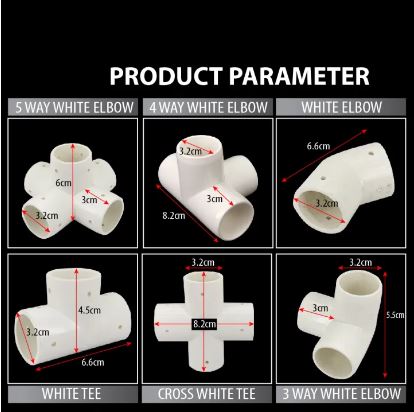 PRODUCT PARAMETER
5 WAY WHITE ELBOW
4 WAY WHITE ELBOW
WHITE ELBOW
6cm
3cm
3.2cm
3.2cm
3cm
8.2cm
6.6cm
3.2cm
4.5cm
3.2cm
6.6cm
3.2cm
8.2cm
3.2cm
3cm
5.5cm
WHITE TEE
CROSS WHITE TEE
3 WAY WHITE ELBOW